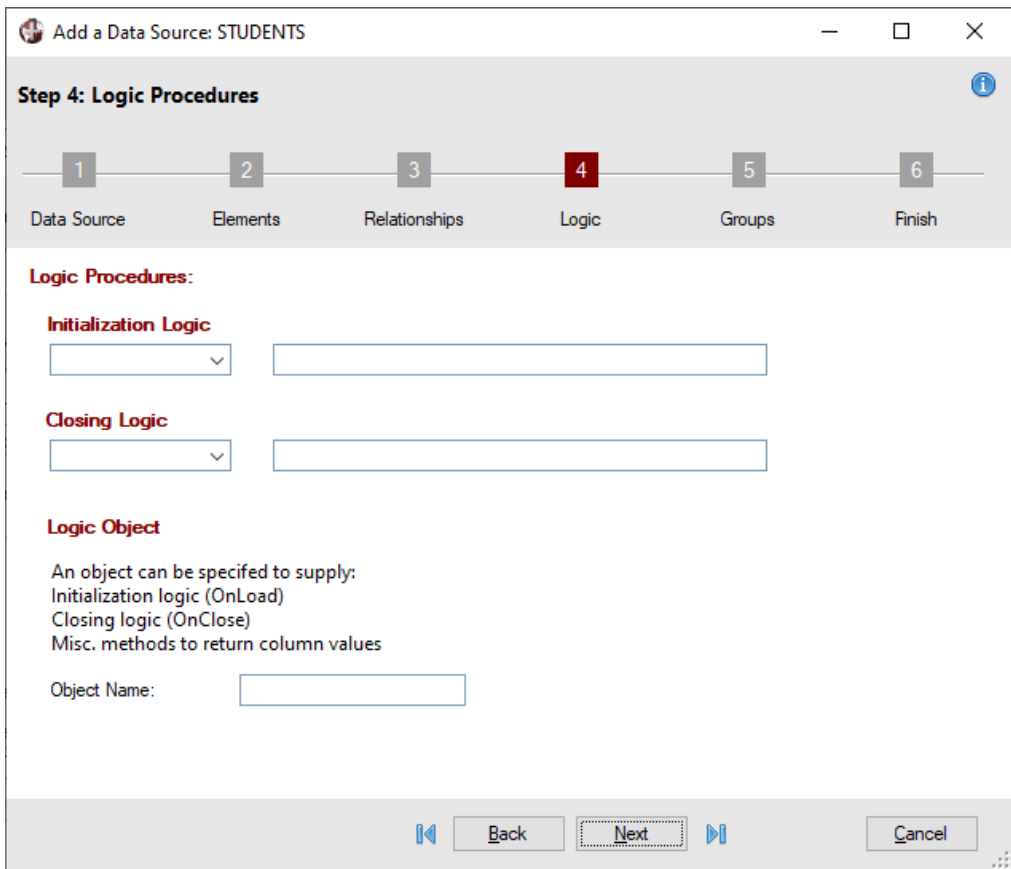 Add a Data Source: STUDENTS
Step 4: Logic Procedures
1 2 3 4 5 6
Data Source Elements Relationships Logic Groups Finish
Logic Procedures:
Initialization Logic
Closing Logic
Logic Object
An object can be specifed to supply:
Initialization logic (OnLoad)
Closing logic (OnClose)
Misc. methods to return column values
Object Name:
Back Next Cancel